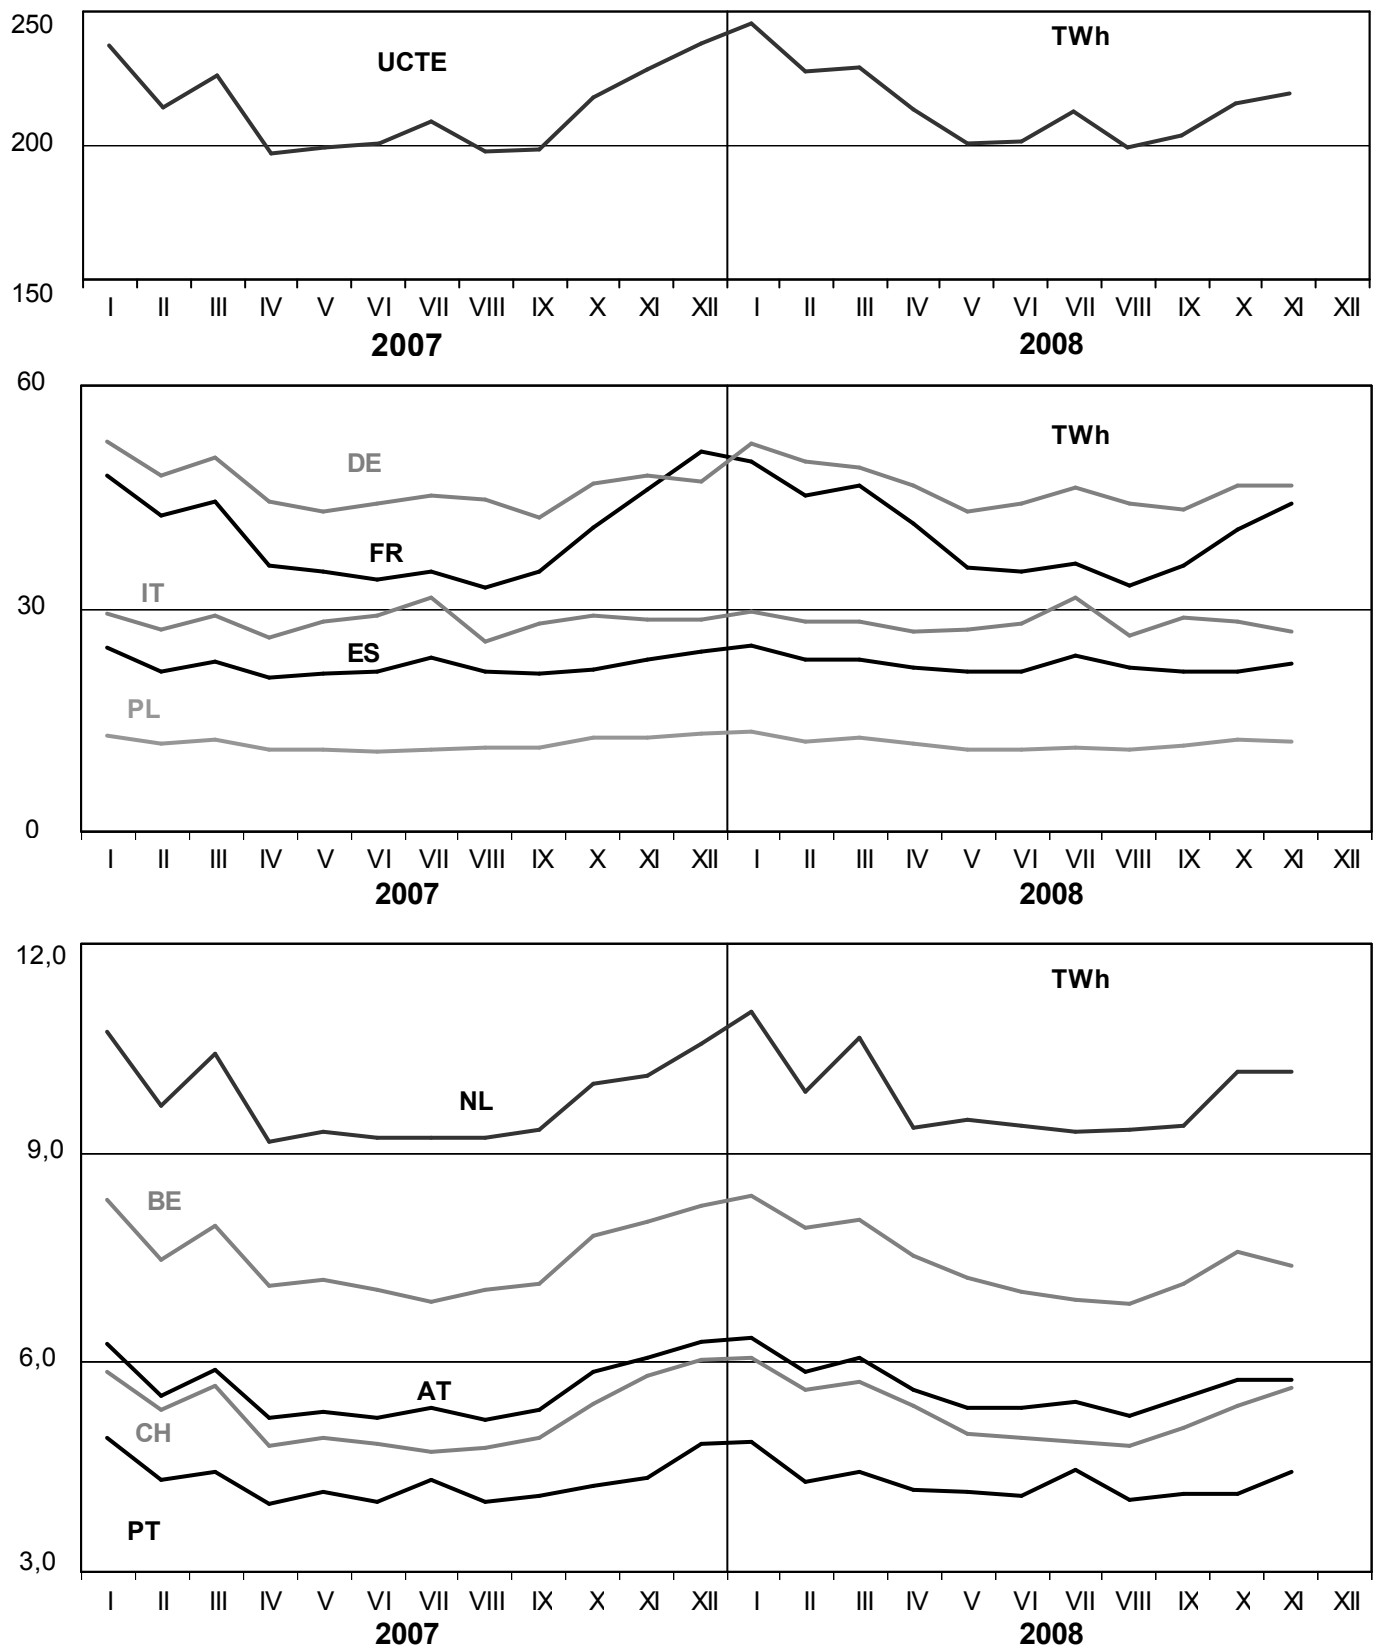 250
UCTE TWh
200
150
I II III IV V VI VII VIII IX X XI XII I II III IV V VI VII VIII IX X XI XII
2007 2008
60
TWh
DE
FR
IT
30
ES
PL
0
I II III IV V VI VII VIII IX X XI XII I II III IV V VI VII VIII IX X XI XII
2007 2008
12,0
TWh
NL
9,0
BE
6,0
AT
CH
PT
3,0
I II III IV V VI VII VIII IX X XI XII I II III IV V VI VII VIII IX X XI XII
2007 2008